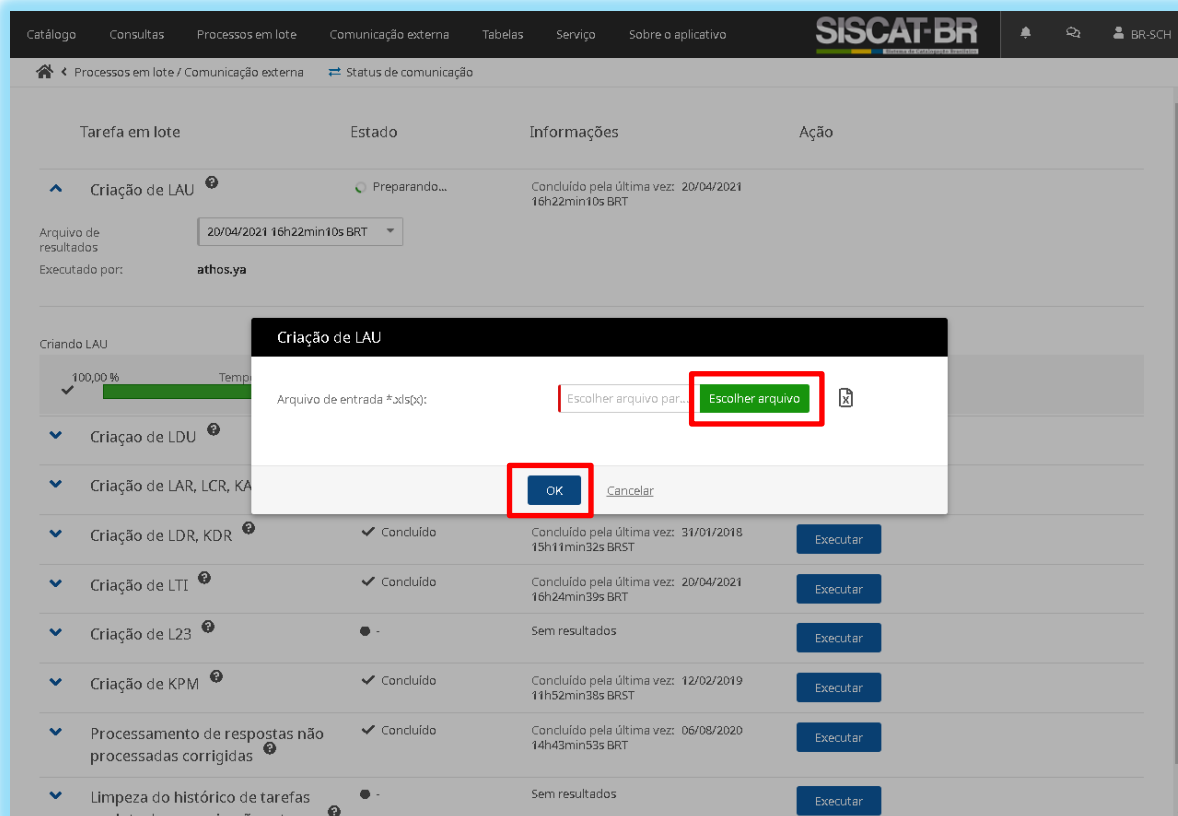 Catálogo Consultas Processos em lote Comunicação externa Tabelas Serviço Sobre o aplicativo SISCAT-BR BR-SCH
Sistema de Catalogação Brasileiro
Processos em lote / Comunicação externa Status de comunicação
Tarefa em lote Estado Informações Ação
Criação de LAU Preparando... Concluído pela última vez: 20/04/2021
16h22min10s BRT
Arquivo de
resultados
20/04/2021 16h22min10s BRT
Executado por: athos.ya
Criando LAU
100,00 % Temp
Criação de LAU
Arquivo de entrada *.xls(x): Escolher arquivo par... Escolher arquivo
OK Cancelar
Criaçao de LDU
Criação de LAR, LCR, KA
Criação de LDR, KDR Concluído Concluído pela última vez: 31/01/2018
15h11min32s BRST
Executar
Criação de LTI Concluído Concluído pela última vez: 20/04/2021
16h24min39s BRT
Executar
Criação de L23 - Sem resultados Executar
Criação de KPM Concluído Concluído pela última vez: 12/02/2019
11h52min38s BRST
Executar
Processamento de respostas não
processadas corrigidas
Concluído Concluído pela última vez: 06/08/2020
14h43min53s BRT
Executar
Limpeza do histórico de tarefas - Sem resultados Executar